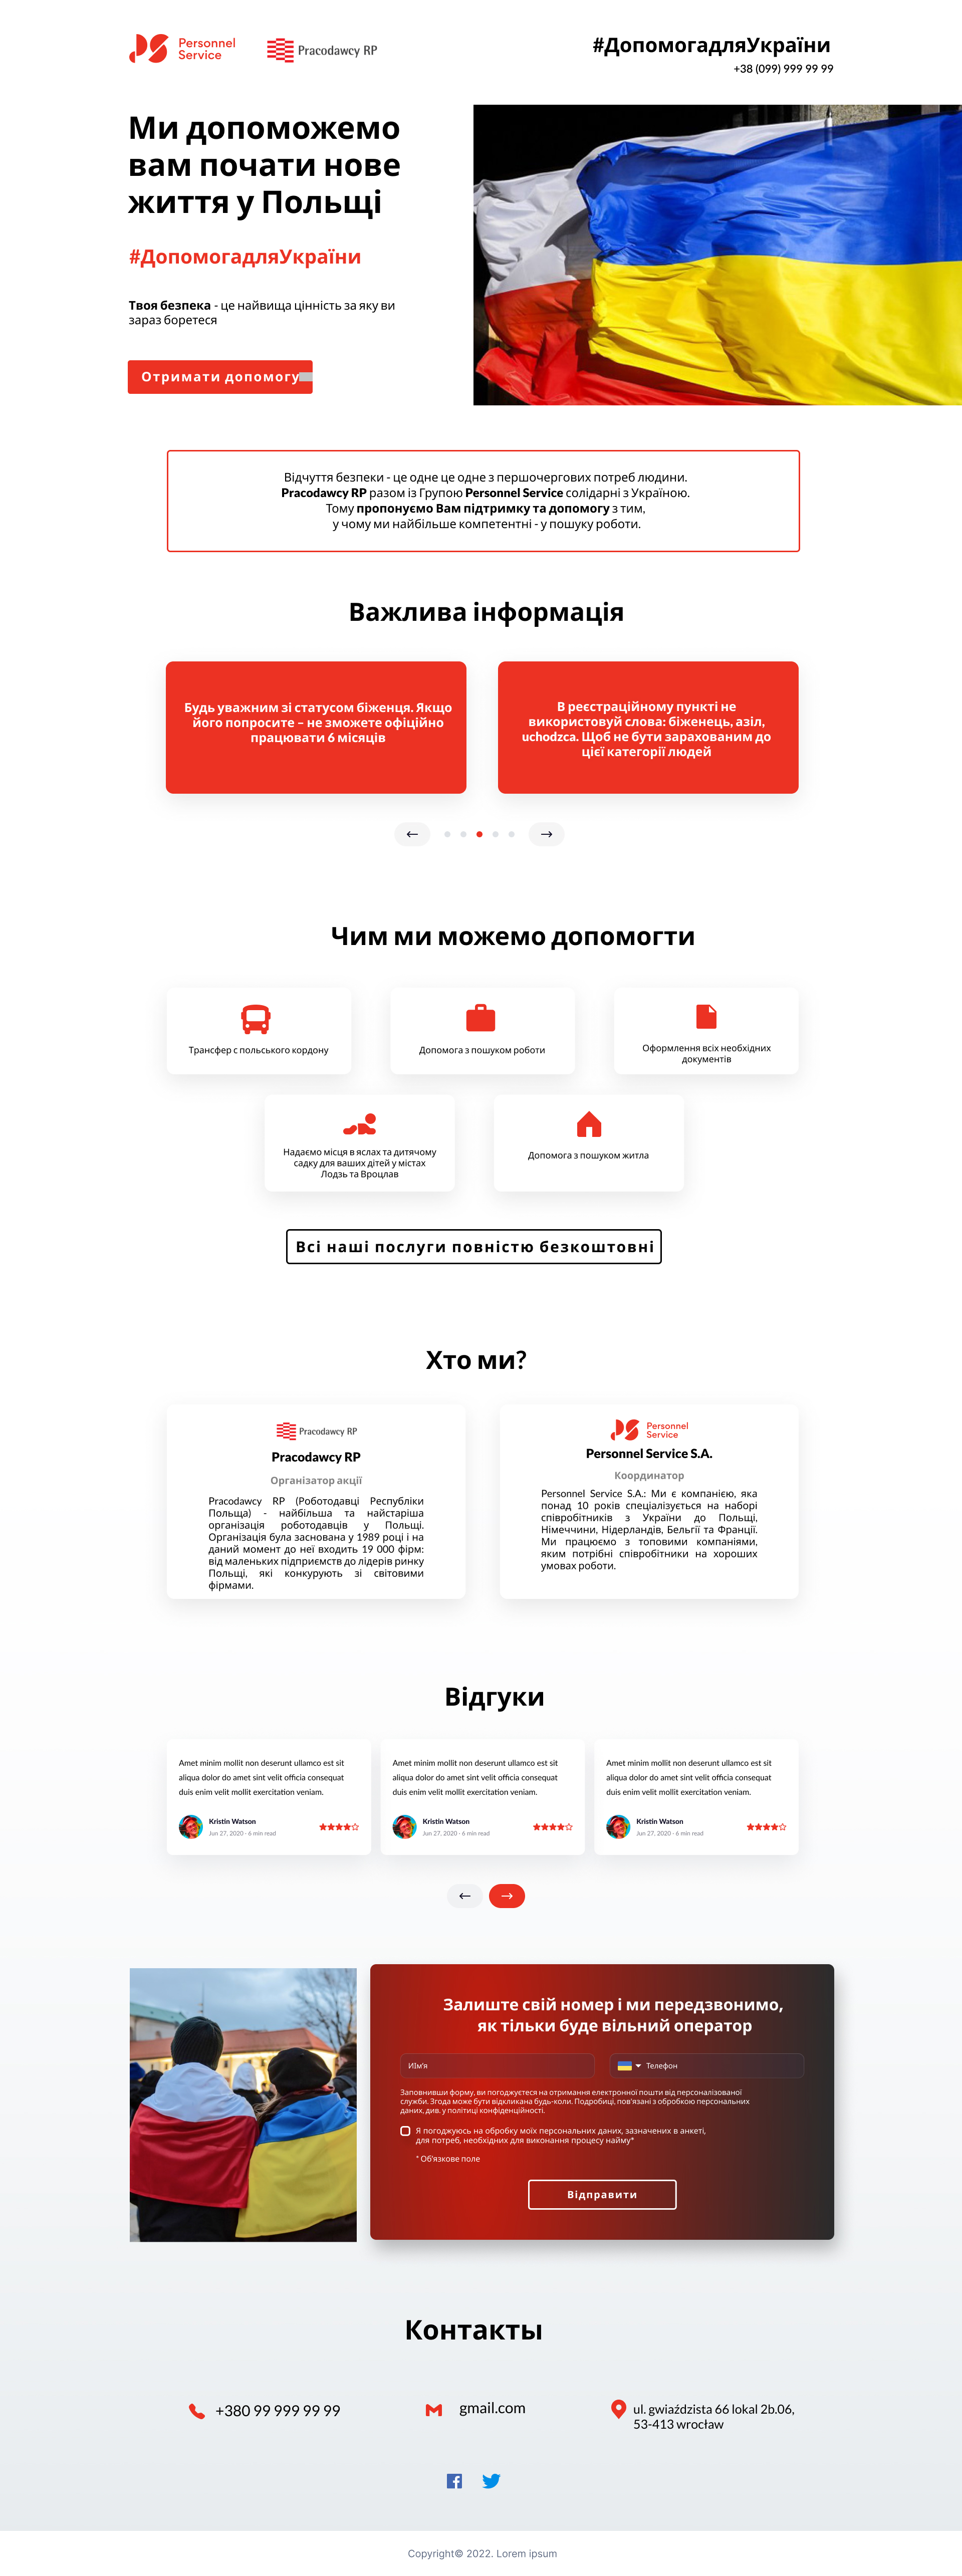 Personnel
Service
Pracodawcy RP
#ДопомогадляУкраїни
+38 (099) 999 99 99
Ми допоможемо
вам почати нове
життя у Польщі
#ДопомогадляУкраїни
Твоя безпека - це найвища цінність за яку ви
зараз боретеся
Отримати допомогу
Відчуття безпеки - це одне це одне з першочергових потреб людини.
Pracodawcy RP разом із Групою Personnel Service солідарні з Україною.
Тому пропонуємо Вам підтримку та допомогу з тим,
у чому ми найбільше компетентні - у пошуку роботи.
Важлива інформація
Будь уважним зі статусом біженця. Якщо
його попросите – не зможете офіційно
працювати 6 місяців
В реєстраційному пункті не
використовуй слова: біженець, азіл,
uchodzca. Щоб не бути зарахованим до
цієї категорії людей
Чим ми можемо допомогти
Трансфер с польського кордону
Допомога з пошуком роботи
Оформлення всіх необхідних
документів
Надаємо місця в яслах та дитячому
садку для ваших дітей у містах
Лодзь та Вроцлав
Допомога з пошуком житла
Всі наші послуги повністю безкоштовні
Хто ми?
Pracodawcy RP
Pracodawcy RP
Організатор акції
Pracodawcy RP (Роботодавці Республіки
Польща) - найбільша та найстаріша
організація роботодавців у Польщі.
Організація була заснована у 1989 році і на
даний момент до неї входить 19 000 фірм:
від маленьких підприємств до лідерів ринку
Польщі, які конкурують зі світовими
фірмами.
Personnel
Service
Personnel Service S.A.
Координатор
Personnel Service S.A.: Ми є компанією, яка
понад 10 років спеціалізується на наборі
співробітників з України до Польщі,
Німеччини, Нідерландів, Бельгії та Франції.
Ми працюємо з топовими компаніями,
яким потрібні співробітники на хороших
умовах роботи.
Відгуки
Amet minim mollit non deserunt ullamco est sit
aliqua dolor do amet sint velit officia consequat
duis enim velit mollit exercitation veniam.
Kristin Watson
Jun 27, 2020 · 6 min read
Amet minim mollit non deserunt ullamco est sit
aliqua dolor do amet sint velit officia consequat
duis enim velit mollit exercitation veniam.
Kristin Watson
Jun 27, 2020 · 6 min read
Amet minim mollit non deserunt ullamco est sit
aliqua dolor do amet sint velit officia consequat
duis enim velit mollit exercitation veniam.
Kristin Watson
Jun 27, 2020 · 6 min read
Залиште свій номер і ми передзвонимо,
як тільки буде вільний оператор
ИІм'я
Телефон
Заповнивши форму, ви погоджуєтеся на отримання електронної пошти від персоналізованої
служби. Згода може бути відкликана будь-коли. Подробиці, пов'язані з обробкою персональних
даних, див. у політиці конфіденційності.
Я погоджуюсь на обробку моїх персональних даних, зазначених в анкеті,
для потреб, необхідних для виконання процесу найму*
* Об'язкове поле
Відправити
Контакты
+380 99 999 99 99
gmail.com
ul. gwiaździsta 66 lokal 2b.06,
53-413 wrocław
Copyright© 2022. Lorem ipsum